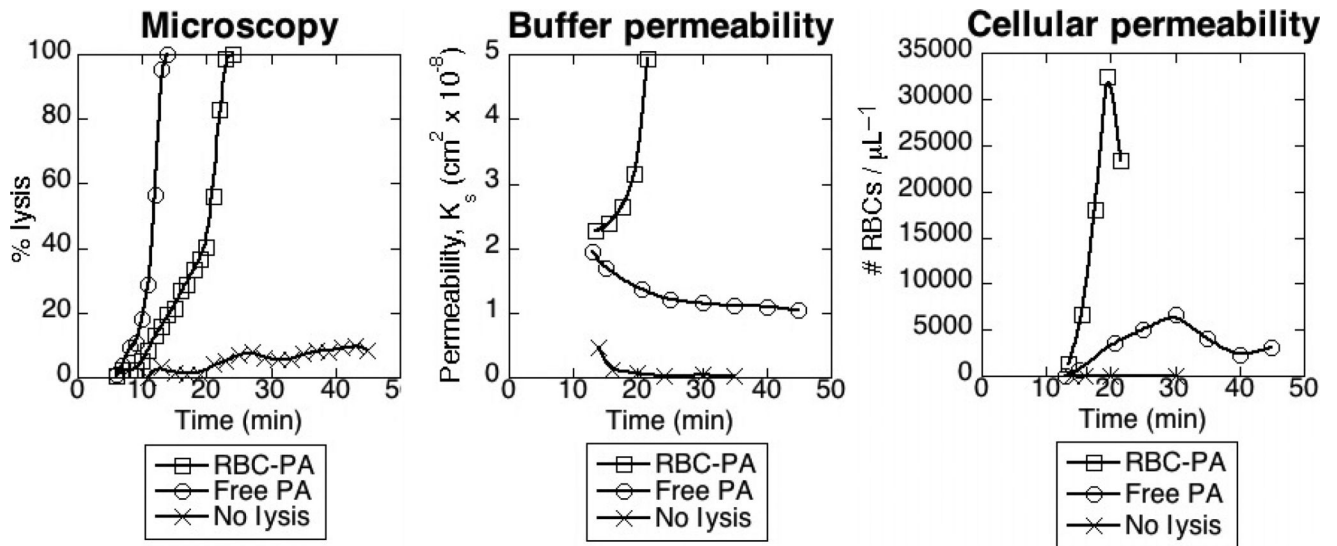 Microscopy
100
80
60
40
20
0
% lysis
0 10 20 30 40 50
Time (min)
RBC-PA
Free PA
No lysis
Buffer permeability
5
4
3
2
1
0
Permeability, K s (cm2 x 10-8)
0 10 20 30 40 50
Time (min)
RBC-PA
Free PA
No lysis
Cellular permeability
35000
30000
25000
20000
15000
10000
5000
0
# RBCs / μL−1
0 10 20 30 40 50
Time (min)
RBC-PA
Free PA
No lysis